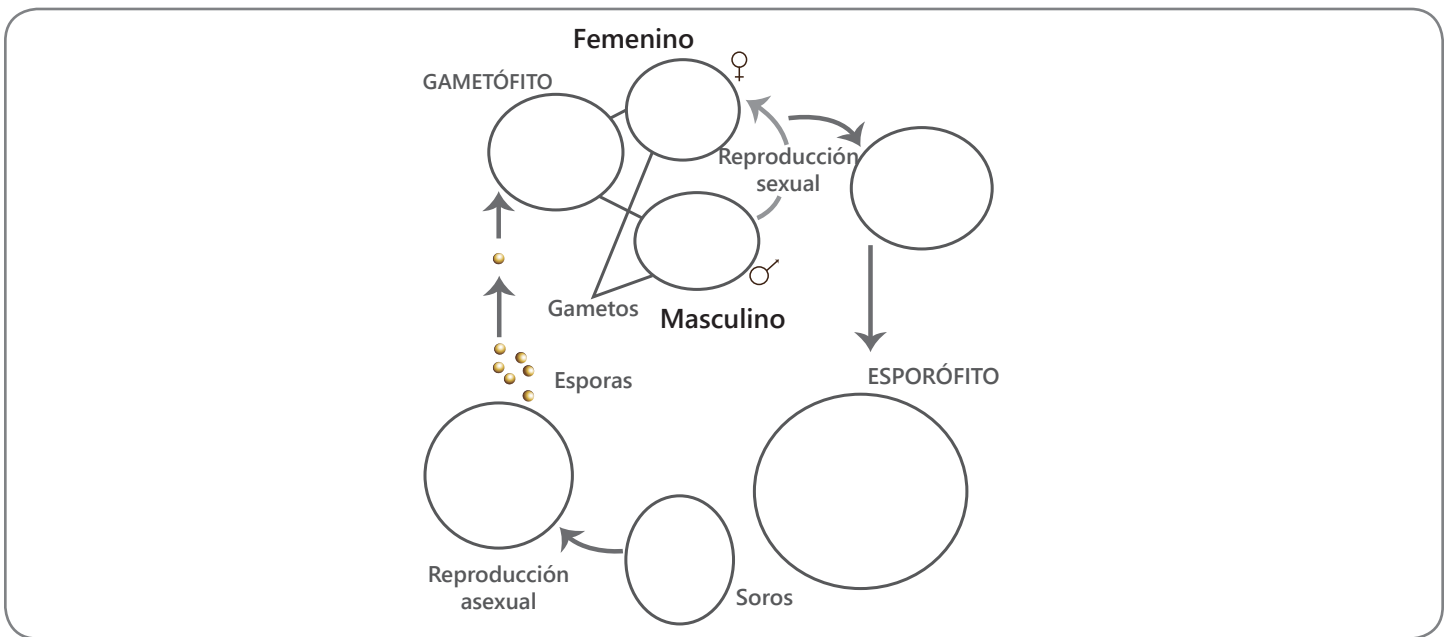 Femenino
GAMETÓFITO
Reproducción
sexual
Gametos
Masculino
ESPORÓFITO
Esporas
Reproducción
asexual
Soros